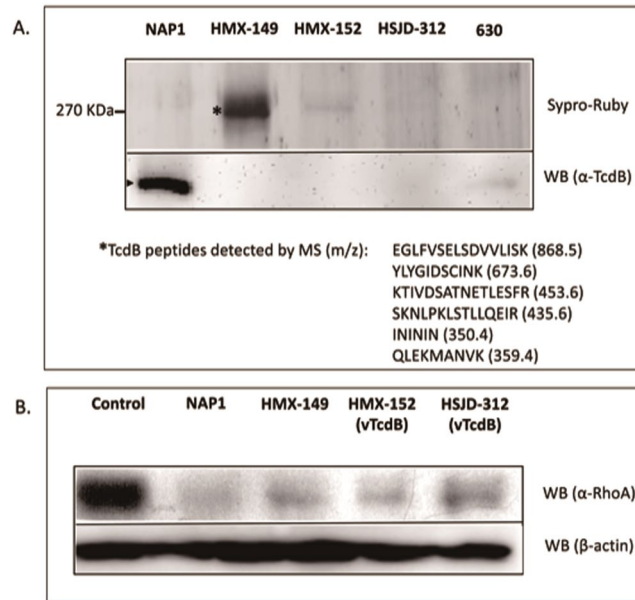 A.
NAP1 HMX-149 HMX-152 HSJD-312 630
270 KDa
*
Sypro-Ruby
WB (α-TcdB)
*TcdB peptides detected by MS (m/z): EGLFVSELSDVVLISK (868.5)
YLYGIDSCINK (673.6)
KTIVDSATNETLESFR (453.6)
SKNLPKLSTLLQEIR (435.6)
INININ (350.4)
QLEKMANVK (359.4)
B.
Control NAP1 HMX-149 HMX-152 HSJD-312
(vTcdB) (vTcdB)
WB (α-RhoA)
WB (β-actin)